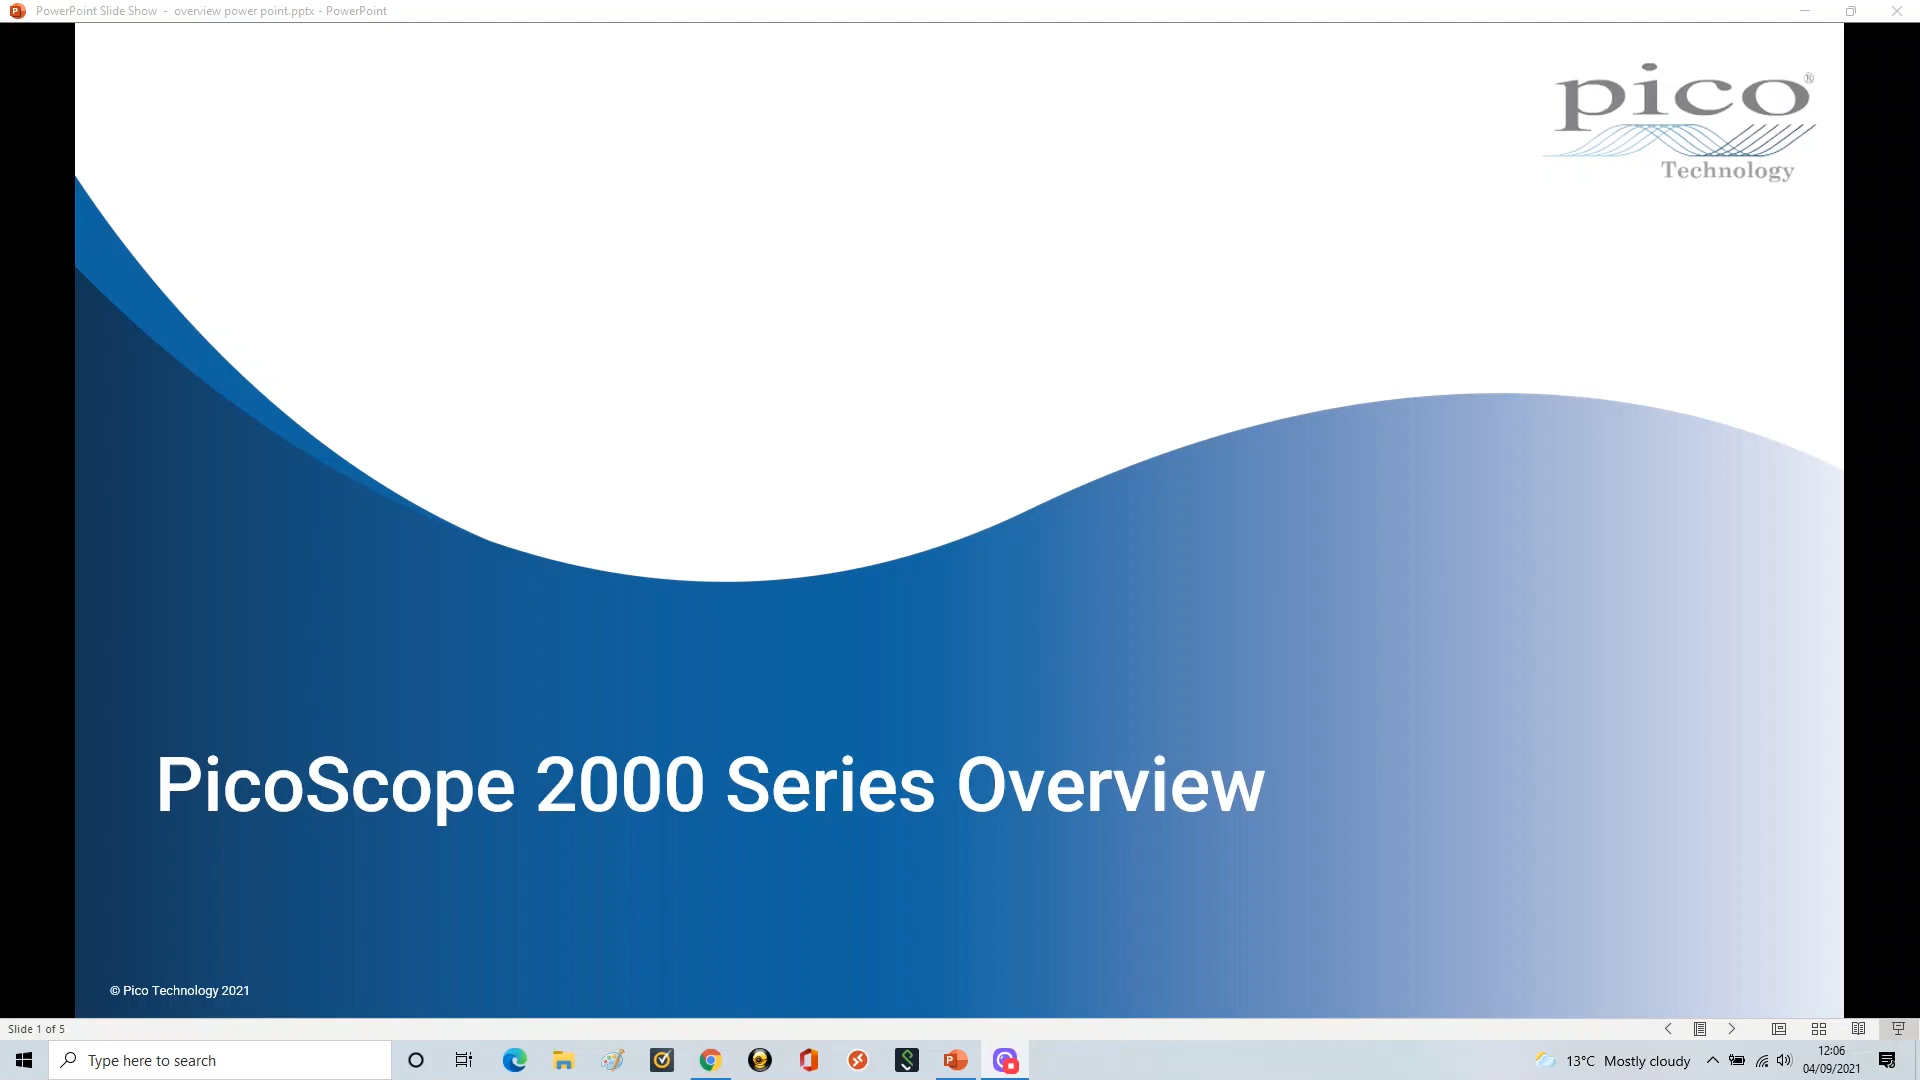 PowerPoint Slide Show - overview power point.pptx - PowerPoint
pico®
Technology
PicoScope 2000 Series Overview
© Pico Technology 2021
Slide 1 of 5
Type here to search
13°C Mostly cloudy
12:06
04/09/2021